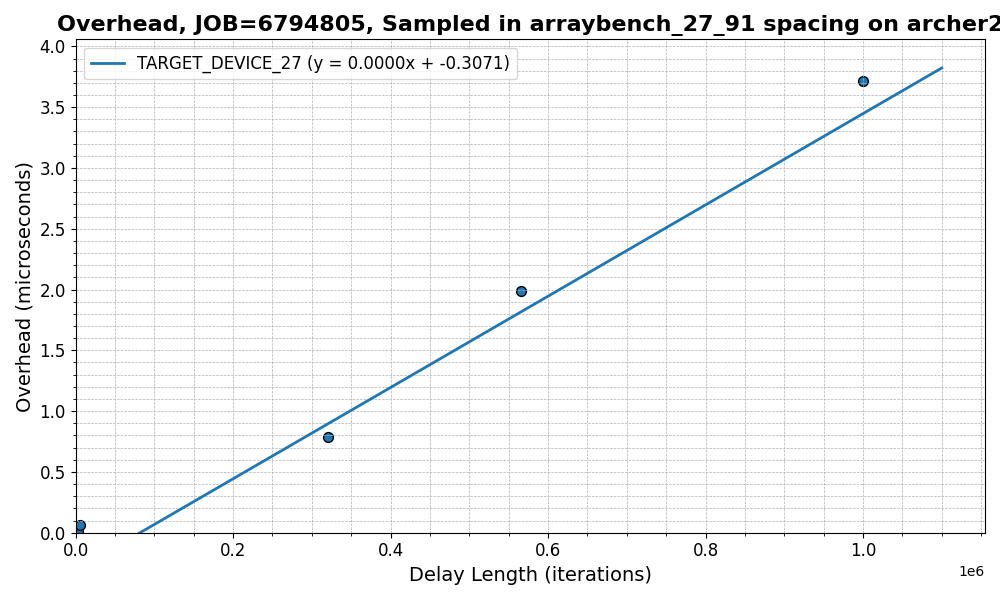 Overhead, JOB=6794805, Sampled in arraybench_27_91 spacing on archer2
TARGET_DEVICE_27 (y = 0.0000x + -0.3071)
Overhead (microseconds)
4.0
3.5
3.0
2.5
2.0
1.5
1.0
0.5
0.0
0.0 0.2 0.4 0.6 0.8 1.0
1e6
Delay Length (iterations)